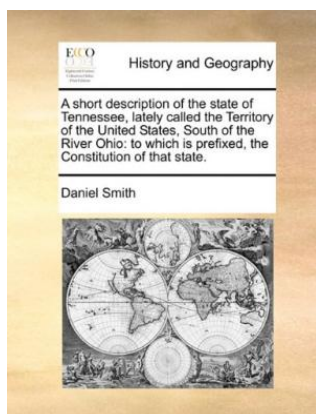 ECCO
History and Geography
A short description of the state of
Tennessee, lately called the Territory
of the United States, South of the
River Ohio: to which is prefixed, the
Constitution of that state.
Daniel Smith